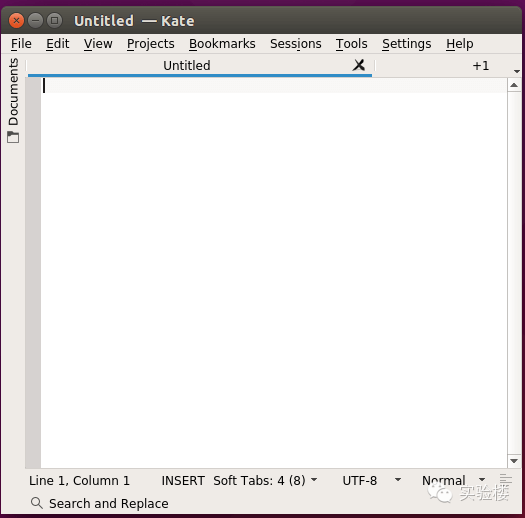 Untitled — Kate
File Edit View Projects Bookmarks Sessions Tools Settings Help
Untitled +1
Documents
Line 1, Column 1 INSERT Soft Tabs: 4 (8) UTF-8 Normal
实验楼
Search and Replace